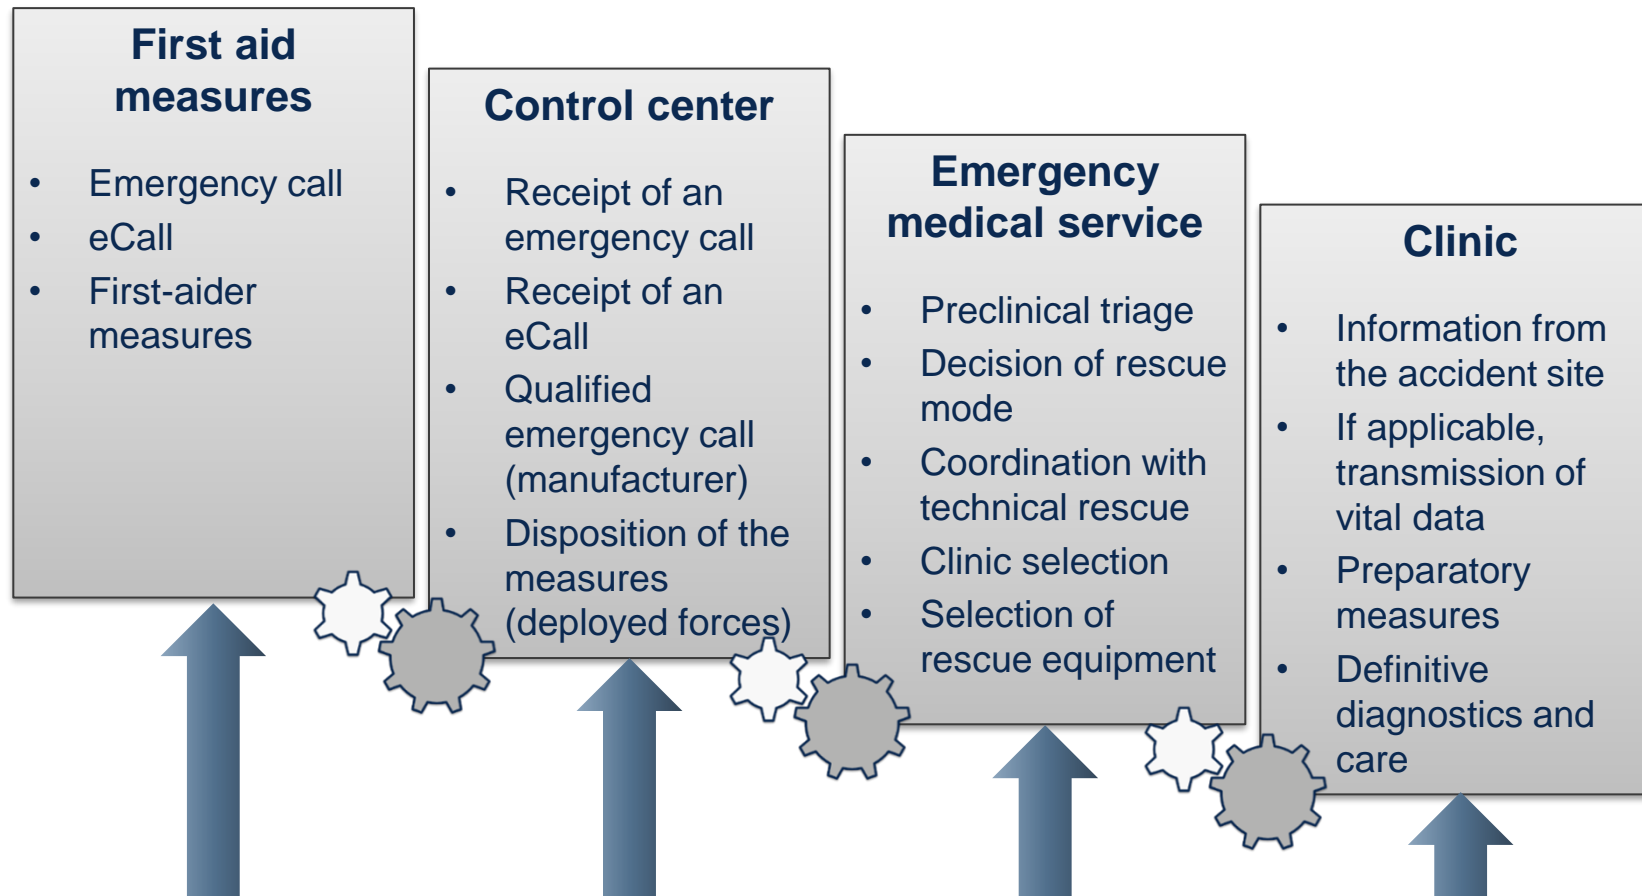 First aid
measures
• Emergency call
• eCall
• First-aider
measures
Control center
• Receipt of an
emergency call
• Receipt of an
eCall
• Qualified
emergency call
(manufacturer)
• Disposition of the
measures
(deployed forces)
Emergency
medical service
• Preclinical triage
• Decision of rescue
mode
• Coordination with
technical rescue
• Clinic selection
• Selection of
rescue equipment
Clinic
• Information from
the accident site
• If applicable,
transmission of
vital data
• Preparatory
measures
• Definitive
diagnostics and
care